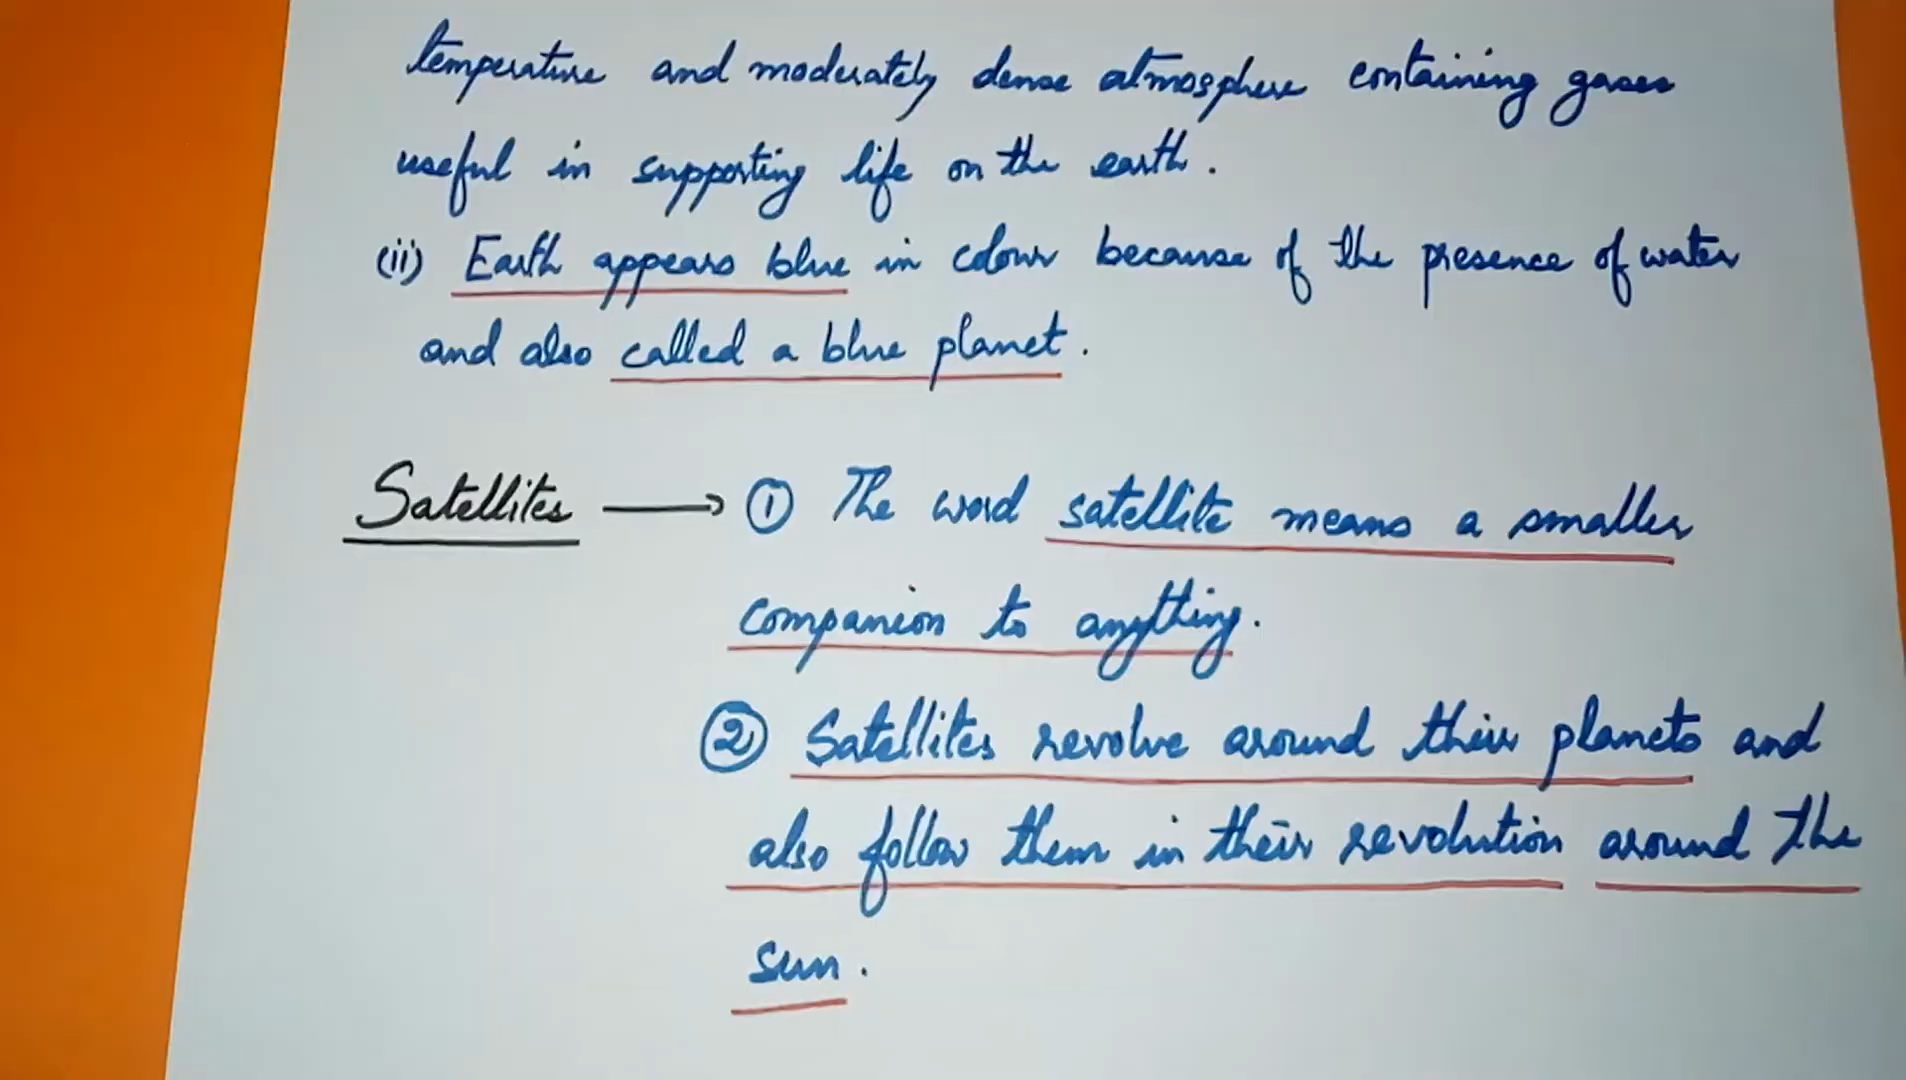 temperature and moderately dense atmosphere containing gases
useful in supporting life on the earth.
(ii) Earth appears blue in colour because of the presence of water
and also called a blue planet.
Satellites → ① The word satellite means a smaller
companion to anything.
② Satellites revolve around their planets and
also follow them in their revolution around the
sun.